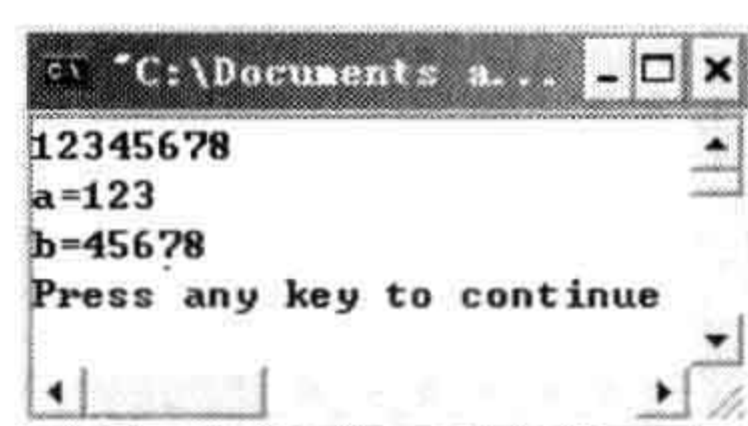 "C:\Documents a...
12345678
a=123
b=45678
Press any key to continue